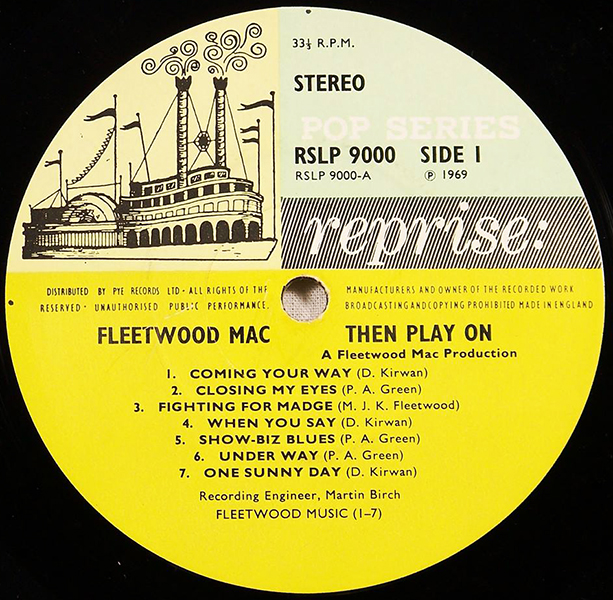 33⅓ R.P.M.
STEREO
POP SERIES
RSLP 9000 SIDE 1
RSLP 9000-A ℗ 1969
reprise:
DISTRIBUTED BY PYE RECORDS LTD · ALL RIGHTS OF THE MANUFACTURERS AND OWNER OF THE RECORDED WORK
RESERVED · UNAUTHORISED PUBLIC PERFORMANCE, BROADCASTING AND COPYING PROHIBITED MADE IN ENGLAND
FLEETWOOD MAC THEN PLAY ON
A Fleetwood Mac Production
1. COMING YOUR WAY (D. Kirwan)
2. CLOSING MY EYES (P. A. Green)
3. FIGHTING FOR MADGE (M. J. K. Fleetwood)
4. WHEN YOU SAY (D. Kirwan)
5. SHOW-BIZ BLUES (P. A. Green)
6. UNDER WAY (P. A. Green)
7. ONE SUNNY DAY (D. Kirwan)
Recording Engineer, Martin Birch
FLEETWOOD MUSIC (1-7)